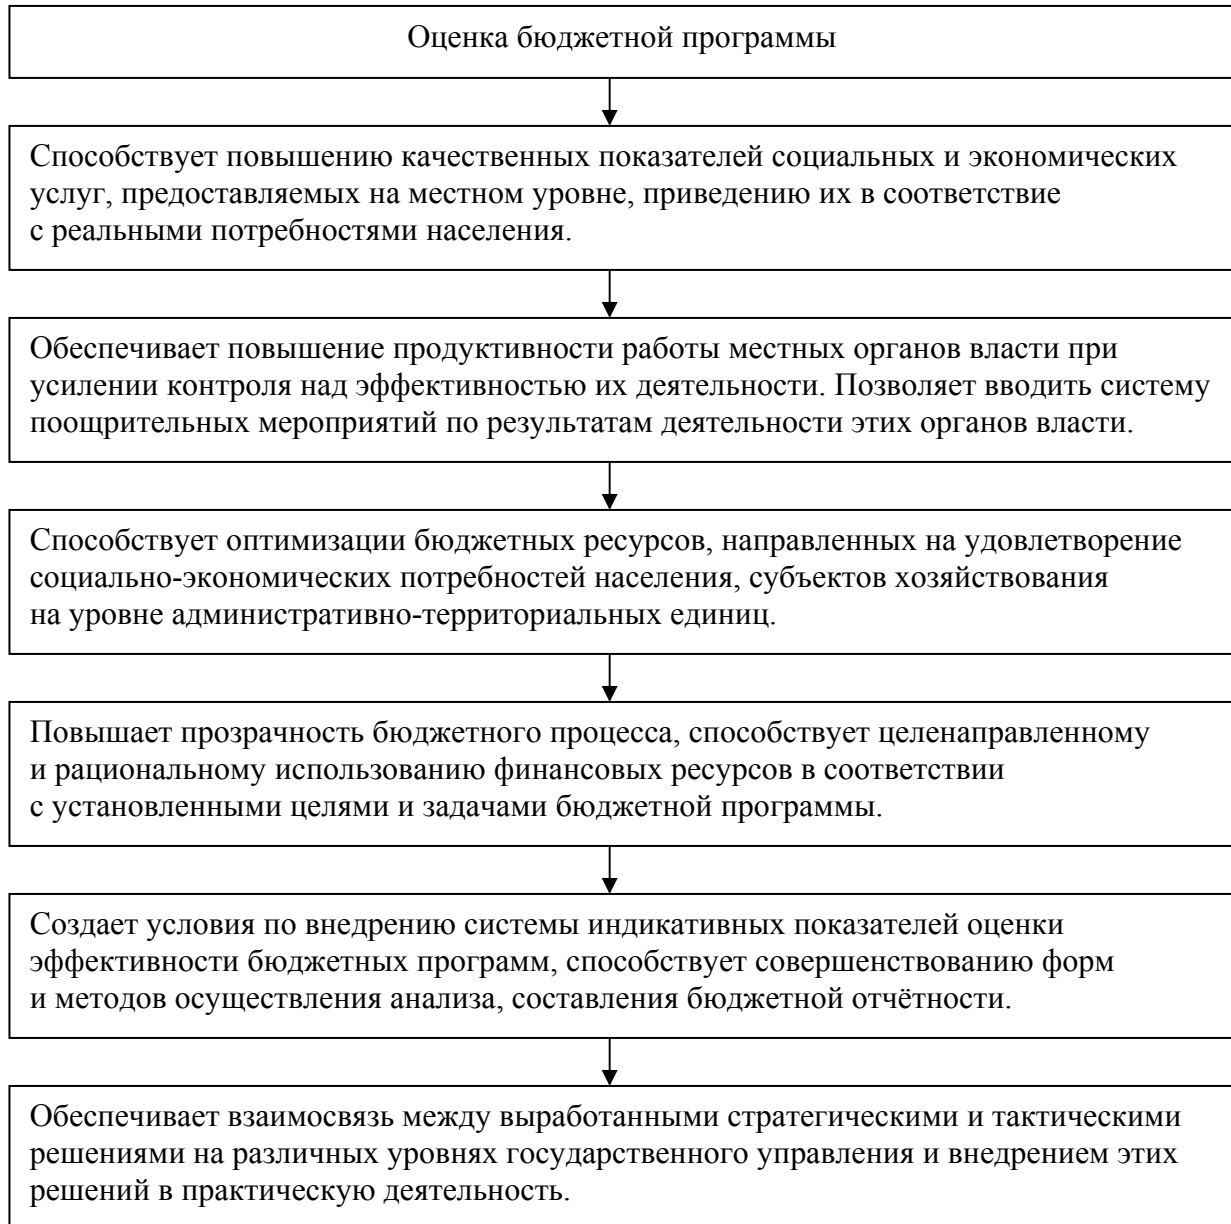 Оценка бюджетной программы
Способствует повышению качественных показателей социальных и экономических
услуг, предоставляемых на местном уровне, приведению их в соответствие
с реальными потребностями населения.
Обеспечивает повышение продуктивности работы местных органов власти при
усилении контроля над эффективностью их деятельности. Позволяет вводить систему
поощрительных мероприятий по результатам деятельности этих органов власти.
Способствует оптимизации бюджетных ресурсов, направленных на удовлетворение
социально-экономических потребностей населения, субъектов хозяйствования
на уровне административно-территориальных единиц.
Повышает прозрачность бюджетного процесса, способствует целенаправленному
и рациональному использованию финансовых ресурсов в соответствии
с установленными целями и задачами бюджетной программы.
Создает условия по внедрению системы индикативных показателей оценки
эффективности бюджетных программ, способствует совершенствованию форм
и методов осуществления анализа, составления бюджетной отчётности.
Обеспечивает взаимосвязь между выработанными стратегическими и тактическими
решениями на различных уровнях государственного управления и внедрением этих
решений в практическую деятельность.